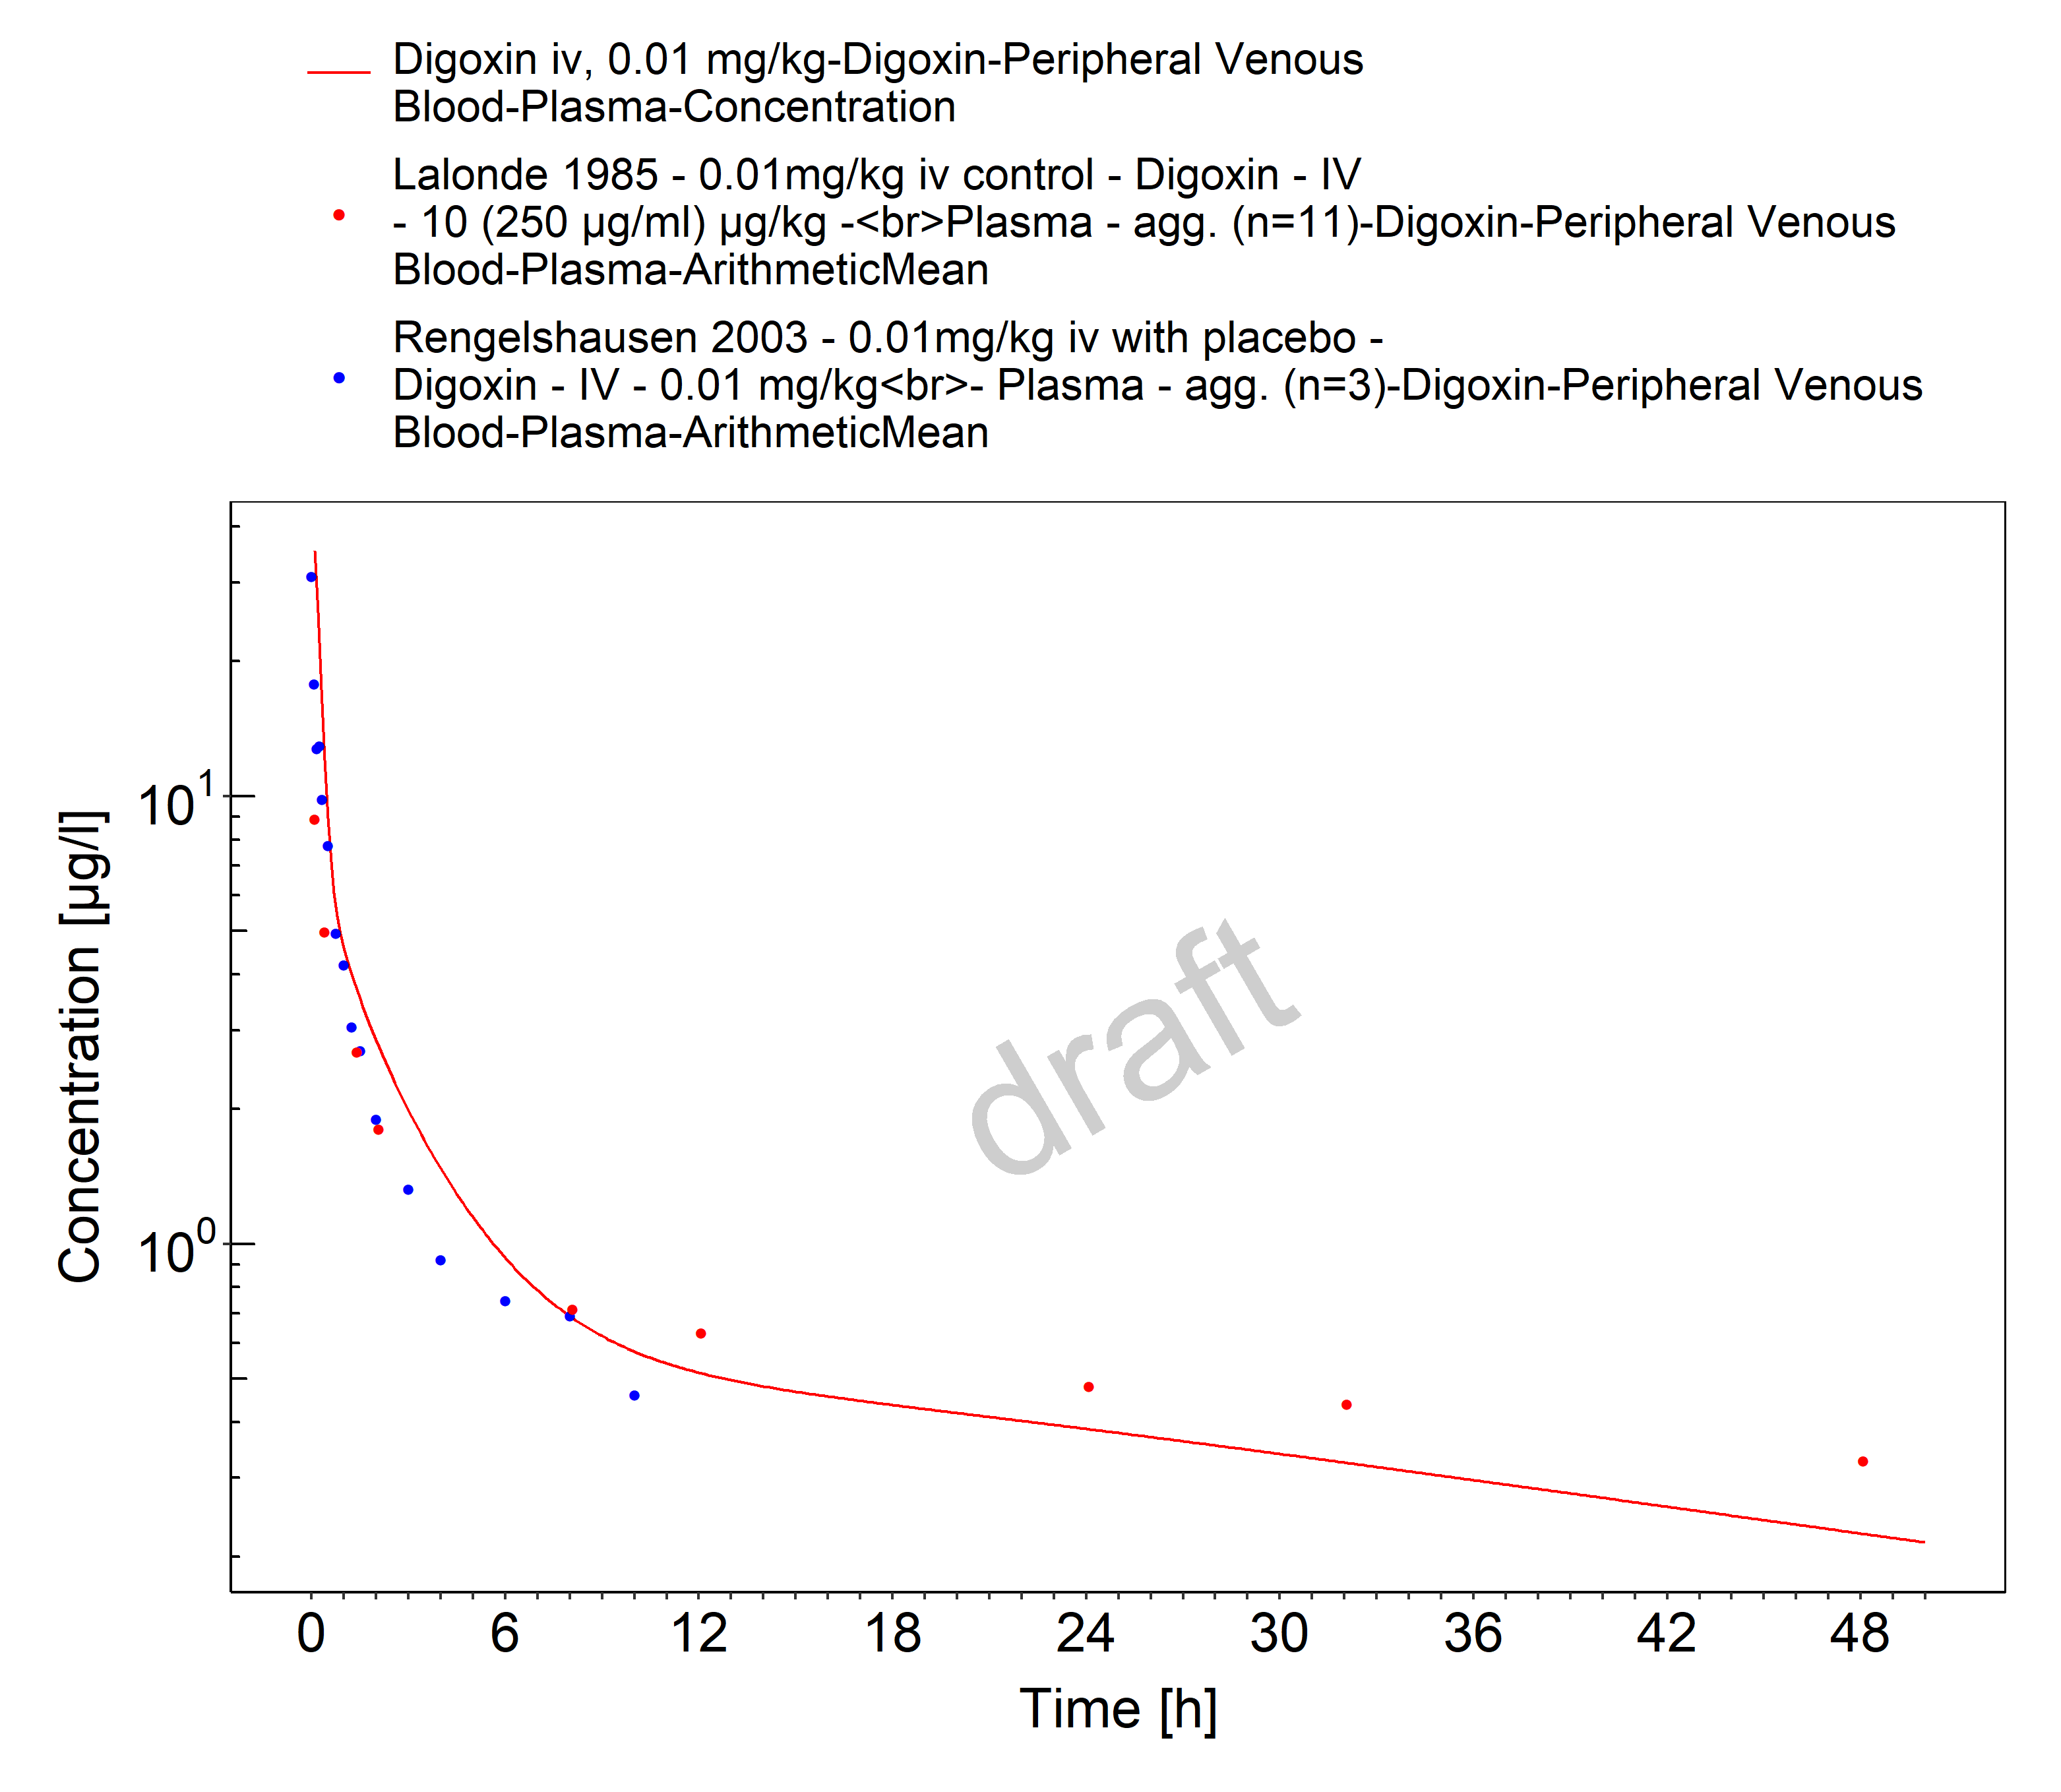 Digoxin iv, 0.01 mg/kg-Digoxin-Peripheral Venous
Blood-Plasma-Concentration
Lalonde 1985 - 0.01mg/kg iv control - Digoxin - IV
- 10 (250 µg/ml) µg/kg -<br>Plasma - agg. (n=11)-Digoxin-Peripheral Venous
Blood-Plasma-ArithmeticMean
Rengelshausen 2003 - 0.01mg/kg iv with placebo -
Digoxin - IV - 0.01 mg/kg<br>- Plasma - agg. (n=3)-Digoxin-Peripheral Venous
Blood-Plasma-ArithmeticMean
Concentration [µg/l]
10¹
10⁰
draft
0 6 12 18 24 30 36 42 48
Time [h]